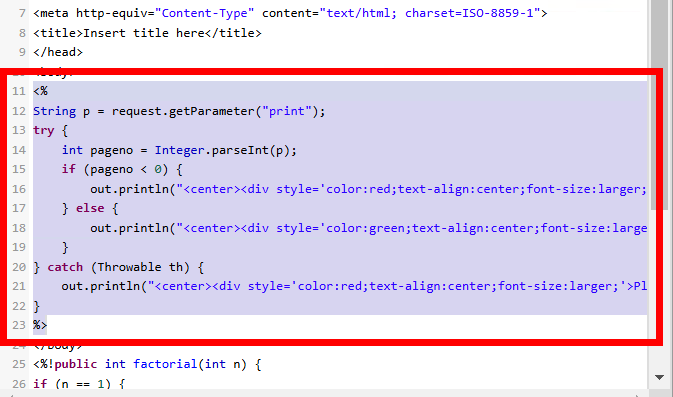 7 <meta http-equiv="Content-Type" content="text/html; charset=ISO-8859-1">
8 <title>Insert title here</title>
9 </head>
11 <%
12 String p = request.getParameter("print");
13 try {
14 int pageno = Integer.parseInt(p);
15 if (pageno < 0) {
16 out.println("<center><div style='color:red;text-align:center;font-size:larger;
17 } else {
18 out.println("<center><div style='color:green;text-align:center;font-size:large
19 }
20 } catch (Throwable th) {
21 out.println("<center><div style='color:red;text-align:center;font-size:larger;'>Pl
22 }
23 %>
24 </body>
25 <%!public int factorial(int n) {
26 if (n == 1) {